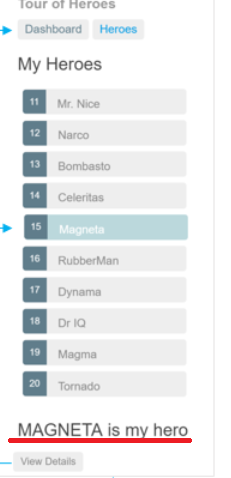 Tour of Heroes
Dashboard Heroes
My Heroes
11 Mr. Nice
12 Narco
13 Bombasto
14 Celeritas
15 Magneta
16 RubberMan
17 Dynama
18 Dr IQ
19 Magma
20 Tornado
MAGNETA is my hero
View Details